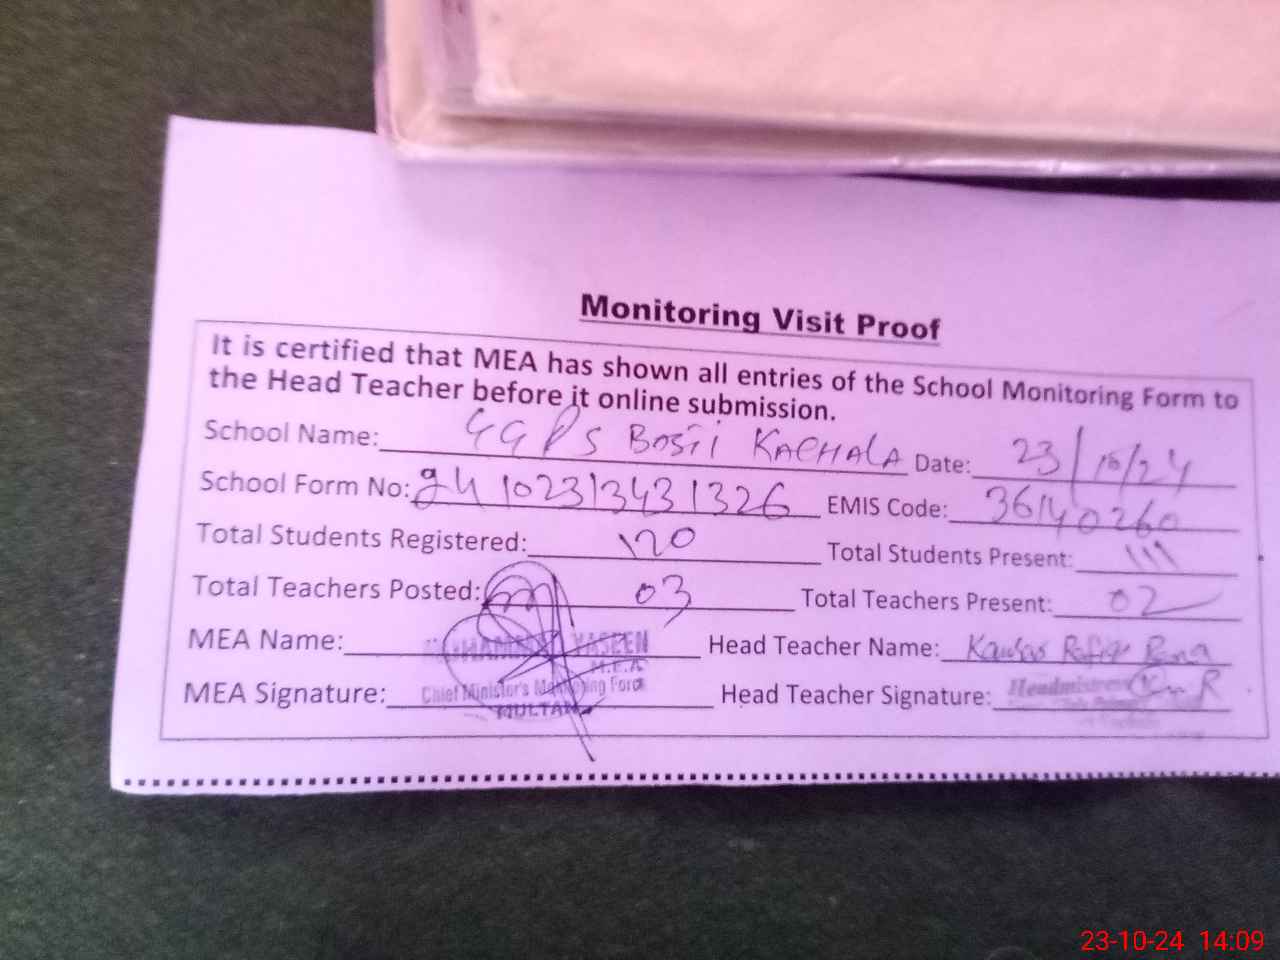 Monitoring Visit Proof
It is certified that MEA has shown all entries of the School Monitoring Form to
the Head Teacher before it online submission.
School Name: GGPS Basti Kachala Date: 23/10/24
School Form No: 10231343 1326 EMIS Code: 36140260
Total Students Registered: 120 Total Students Present: 111
Total Teachers Posted: 03 Total Teachers Present: 02
MEA Name: YASEEN Head Teacher Name: Kausar Rana
M.E.A
MEA Signature: Chief Minister's Monitoring Force Head Teacher Signature: Headmistress
MULTAN
23-10-24 14:09